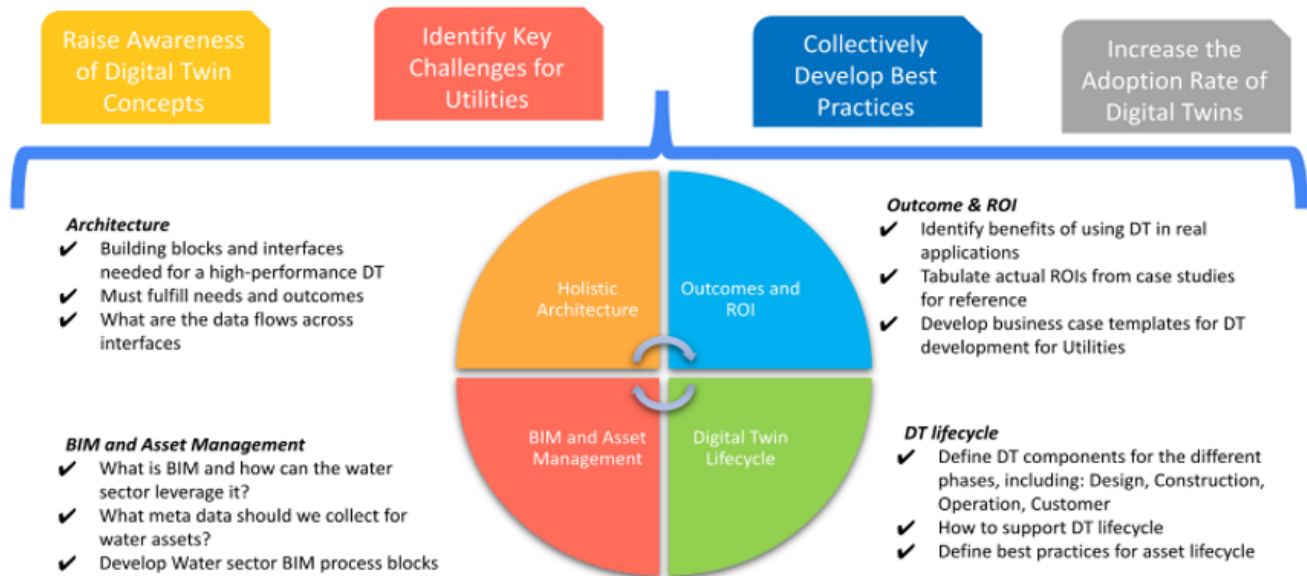 Raise Awareness
of Digital Twin
Concepts
Identify Key
Challenges for
Utilities
Collectively
Develop Best
Practices
Increase the
Adoption Rate of
Digital Twins
Architecture
✔ Building blocks and interfaces
needed for a high-performance DT
✔ Must fulfill needs and outcomes
✔ What are the data flows across
interfaces
Holistic
Architecture
Outcomes and
ROI
Outcome & ROI
✔ Identify benefits of using DT in real
applications
✔ Tabulate actual ROIs from case studies
for reference
✔ Develop business case templates for DT
development for Utilities
BIM and Asset Management
✔ What is BIM and how can the water
sector leverage it?
✔ What meta data should we collect for
water assets?
✔ Develop Water sector BIM process blocks
BIM and Asset
Management
Digital Twin
Lifecycle
DT lifecycle
✔ Define DT components for the different
phases, including: Design, Construction,
Operation, Customer
✔ How to support DT lifecycle
✔ Define best practices for asset lifecycle